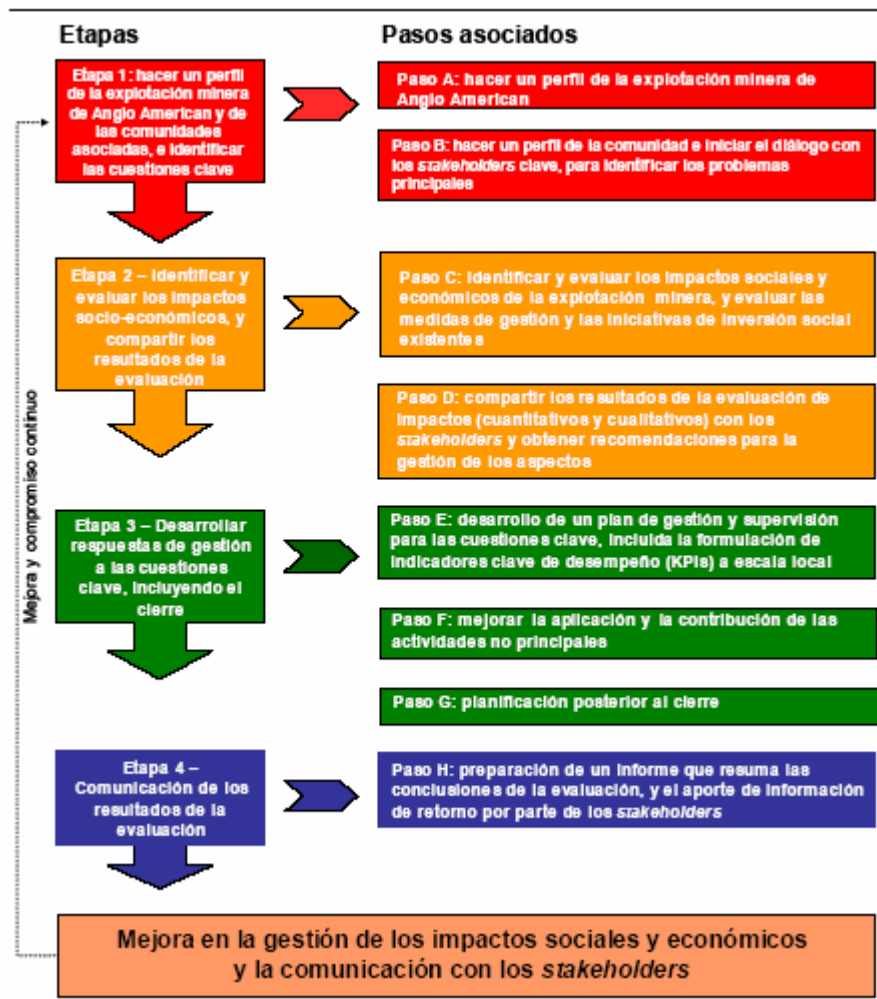 Etapas
Pasos asociados
Etapa 1: hacer un perfil
de la explotación minera
de Anglo American y de
las comunidades
asociadas, e identificar
las cuestiones clave
Paso A: hacer un perfil de la explotación minera de
Anglo American
Paso B: hacer un perfil de la comunidad e iniciar el diálogo con
los stakeholders clave, para identificar los problemas
principales
Etapa 2 – Identificar y
evaluar los impactos
socio-económicos, y
compartir los
resultados de la
evaluación
Paso C: identificar y evaluar los impactos sociales y
económicos de la explotación minera, y evaluar las
medidas de gestión y las iniciativas de inversión social
existentes
Paso D: compartir los resultados de la evaluación de
impactos (cuantitativos y cualitativos) con los
stakeholders y obtener recomendaciones para la
gestión de los aspectos
Etapa 3 – Desarrollar
respuestas de gestión
a las cuestiones
clave, incluyendo el
cierre
Paso E: desarrollo de un plan de gestión y supervisión
para las cuestiones clave, incluida la formulación de
indicadores clave de desempeño (KPIs) a escala local
Paso F: mejorar la aplicación y la contribución de las
actividades no principales
Paso G: planificación posterior al cierre
Etapa 4 –
Comunicación de los
resultados de la
evaluación
Paso H: preparación de un informe que resuma las
conclusiones de la evaluación, y el aporte de información
de retorno por parte de los stakeholders
Mejora y compromiso contínuo
Mejora en la gestión de los impactos sociales y económicos
y la comunicación con los stakeholders